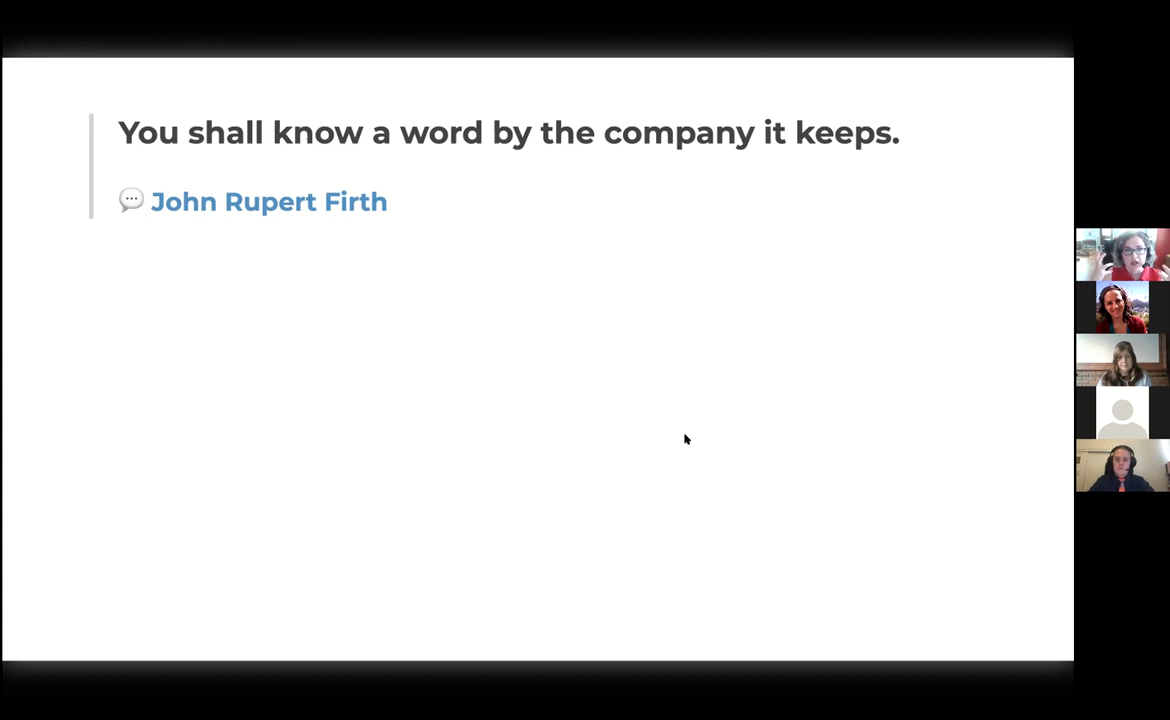 You shall know a word by the company it keeps.
💬 John Rupert Firth